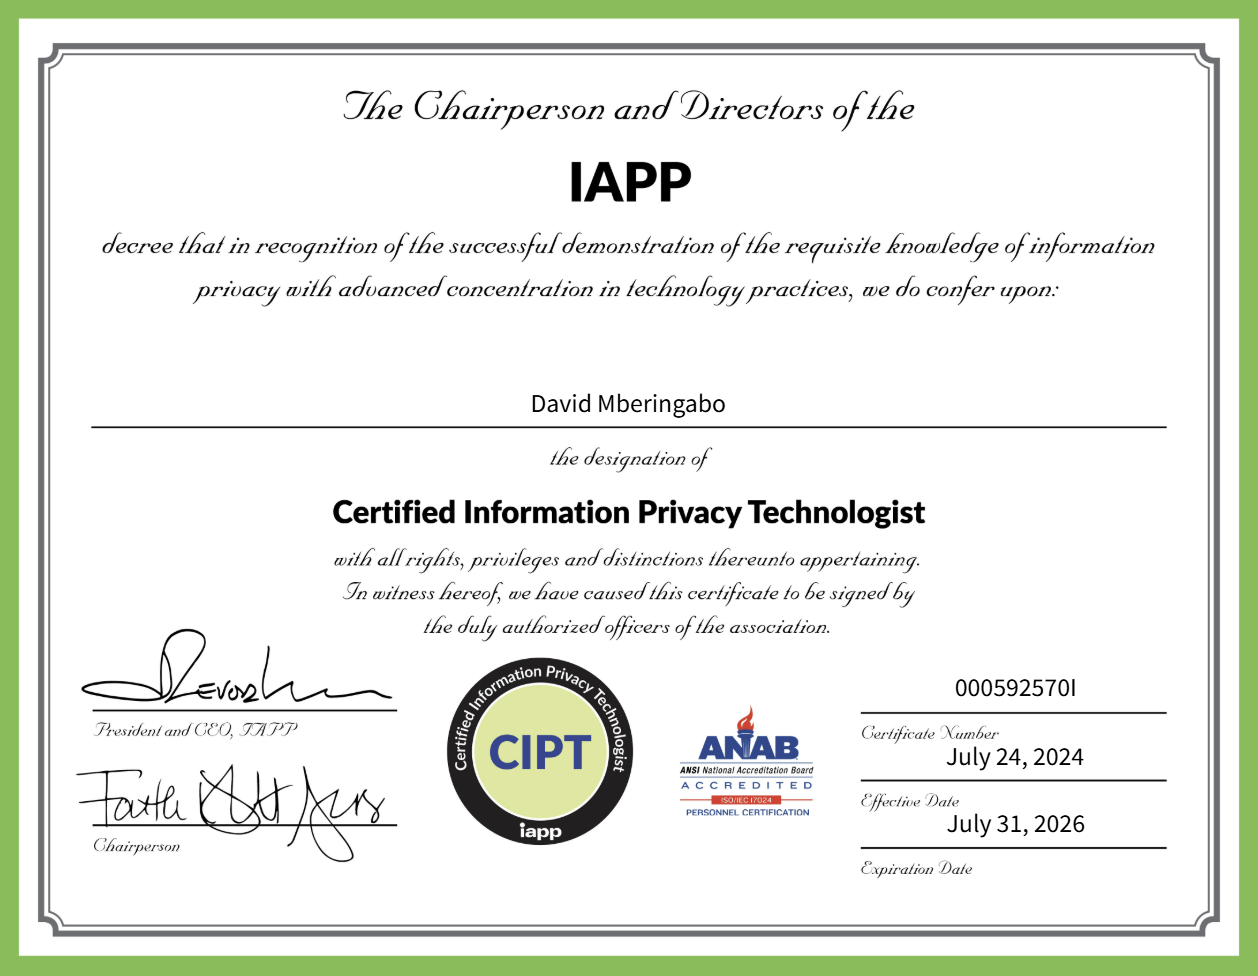 The Chairperson and Directors of the
IAPP
decree that in recognition of the successful demonstration of the requisite knowledge of information
privacy with advanced concentration in technology practices, we do confer upon:
David Mberingabo
the designation of
Certified Information Privacy Technologist
with all rights, privileges and distinctions thereunto appertaining.
In witness hereof, we have caused this certificate to be signed by
the duly authorized officers of the association.
President and CEO, IAPP
Chairperson
Certified Information Privacy Technologist
CIPT
iapp
ANAB
ANSI National Accreditation Board
ACCREDITED
ISO/IEC 17024
PERSONNEL CERTIFICATION
000592570I
Certificate Number
July 24, 2024
Effective Date
July 31, 2026
Expiration Date